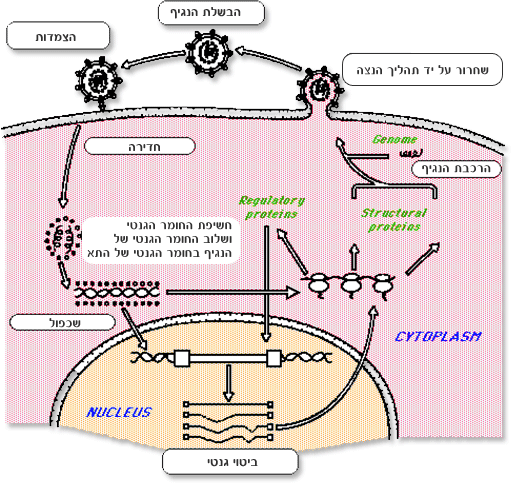 הבשלת הנגיף
הצמדות
שחרור על יד תהליך הנצה
חדירה
Genome
הרכבת הנגיף
Regulatory
proteins
Structural
proteins
חשיפת החומר הגנטי
ושלוב החומר הגנטי של
הנגיף בחומר הגנטי של התא
שכפול
CYTOPLASM
NUCLEUS
ביטוי גנטי